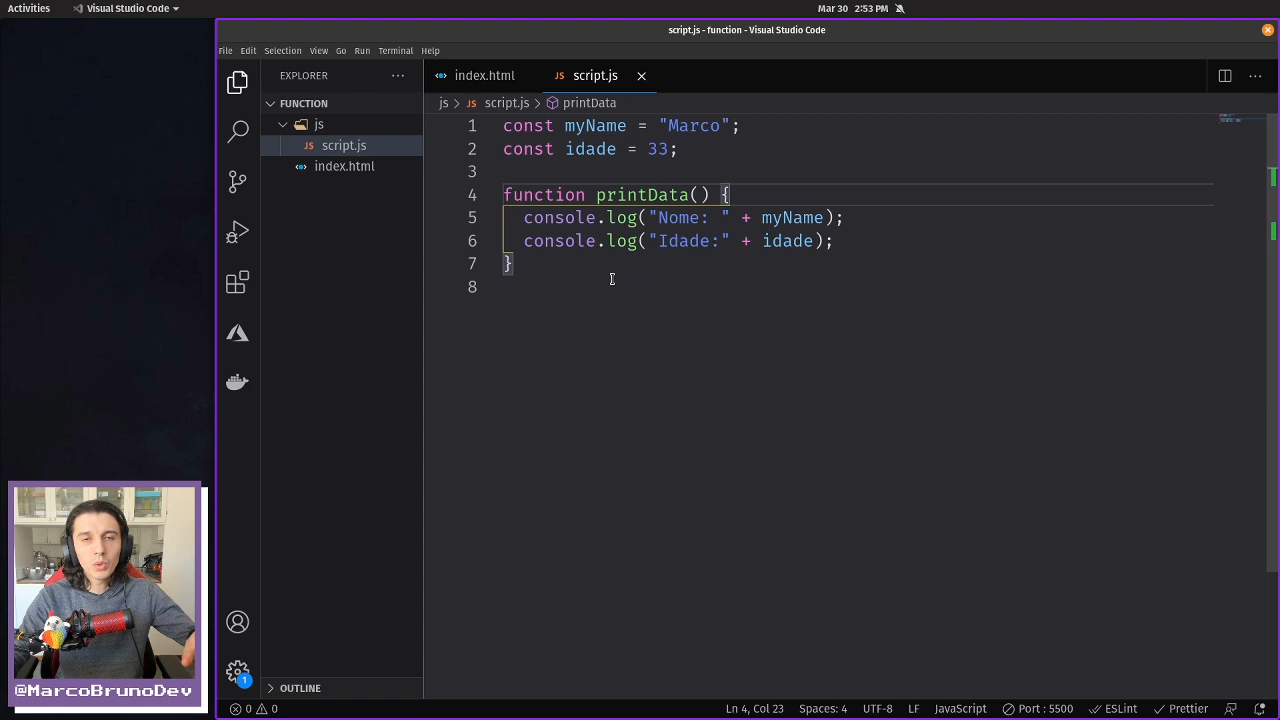 Activities
Visual Studio Code
Mar 30 2:53 PM
script.js - function - Visual Studio Code
File Edit Selection View Go Run Terminal Help
EXPLORER
index.html
JS script.js
FUNCTION
js > JS script.js > printData
js
JS script.js
index.html
1 const myName = "Marco";
2 const idade = 33;
3
4 function printData() {
5 console.log("Nome: " + myName);
6 console.log("Idade:" + idade);
7 }
8
1
OUTLINE
@MarcoBrunoDev
0 0
Ln 4, Col 23 Spaces: 4 UTF-8 LF JavaScript Port : 5500 ESLint Prettier